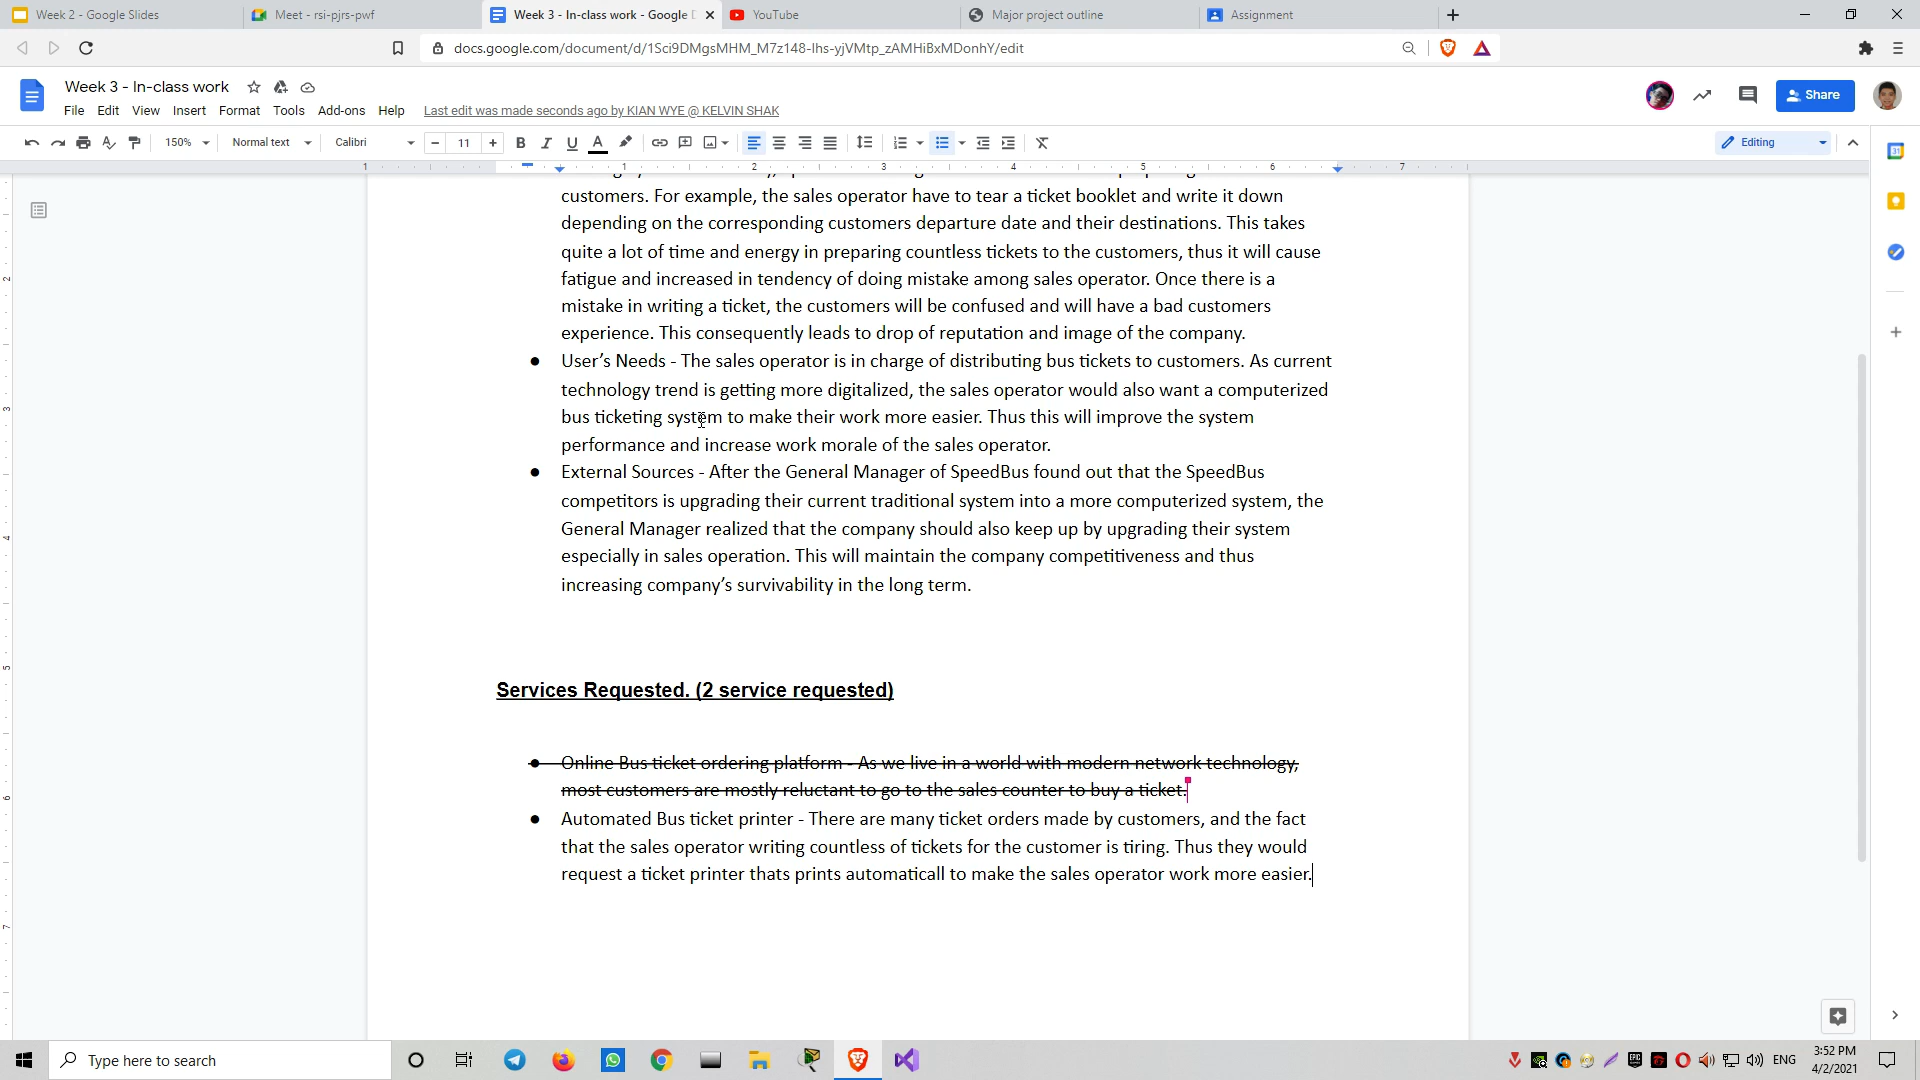 Week 2 - Google Slides
Meet - rsi-pjrs-pwf
Week 3 - In-class work - Google D
YouTube
Major project outline
Assignment
docs.google.com/document/d/1Sci9DMgsMHM_M7z148-lhs-yjVMtp_zAMHiBxMDonhY/edit
Week 3 - In-class work
File Edit View Insert Format Tools Add-ons Help Last edit was made seconds ago by KIAN WYE @ KELVIN SHAK
Share
150% Normal text Calibri 11 B I U A Editing
1 1 2 3 4 5 6 7
customers. For example, the sales operator have to tear a ticket booklet and write it down
depending on the corresponding customers departure date and their destinations. This takes
quite a lot of time and energy in preparing countless tickets to the customers, thus it will cause
fatigue and increased in tendency of doing mistake among sales operator. Once there is a
mistake in writing a ticket, the customers will be confused and will have a bad customers
experience. This consequently leads to drop of reputation and image of the company.
● User's Needs - The sales operator is in charge of distributing bus tickets to customers. As current
technology trend is getting more digitalized, the sales operator would also want a computerized
bus ticketing system to make their work more easier. Thus this will improve the system
performance and increase work morale of the sales operator.
● External Sources - After the General Manager of SpeedBus found out that the SpeedBus
competitors is upgrading their current traditional system into a more computerized system, the
General Manager realized that the company should also keep up by upgrading their system
especially in sales operation. This will maintain the company competitiveness and thus
increasing company's survivability in the long term.
Services Requested. (2 service requested)
● Online Bus ticket ordering platform - As we live in a world with modern network technology,
most customers are mostly reluctant to go to the sales counter to buy a ticket.
● Automated Bus ticket printer - There are many ticket orders made by customers, and the fact
that the sales operator writing countless of tickets for the customer is tiring. Thus they would
request a ticket printer thats prints automaticall to make the sales operator work more easier.
2
3
4
5
6
7
Type here to search
ENG
3:52 PM
4/2/2021